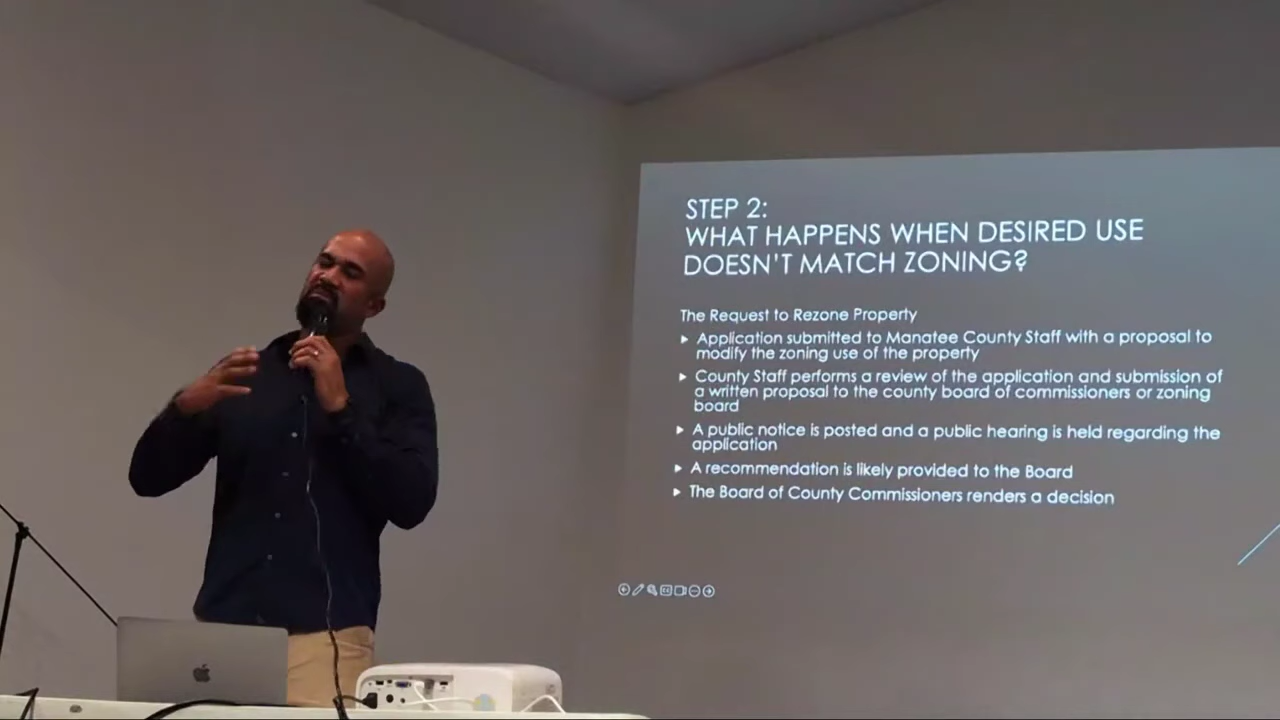 STEP 2:
WHAT HAPPENS WHEN DESIRED USE
DOESN'T MATCH ZONING?
The Request to Rezone Property
Application submitted to Manatee County Staff with a proposal to
modify the zoning use of the property
County Staff performs a review of the application and submission of
a written proposal to the county board of commissioners or zoning
board
A public notice is posted and a public hearing is held regarding the
application
A recommendation is likely provided to the Board
The Board of County Commissioners renders a decision